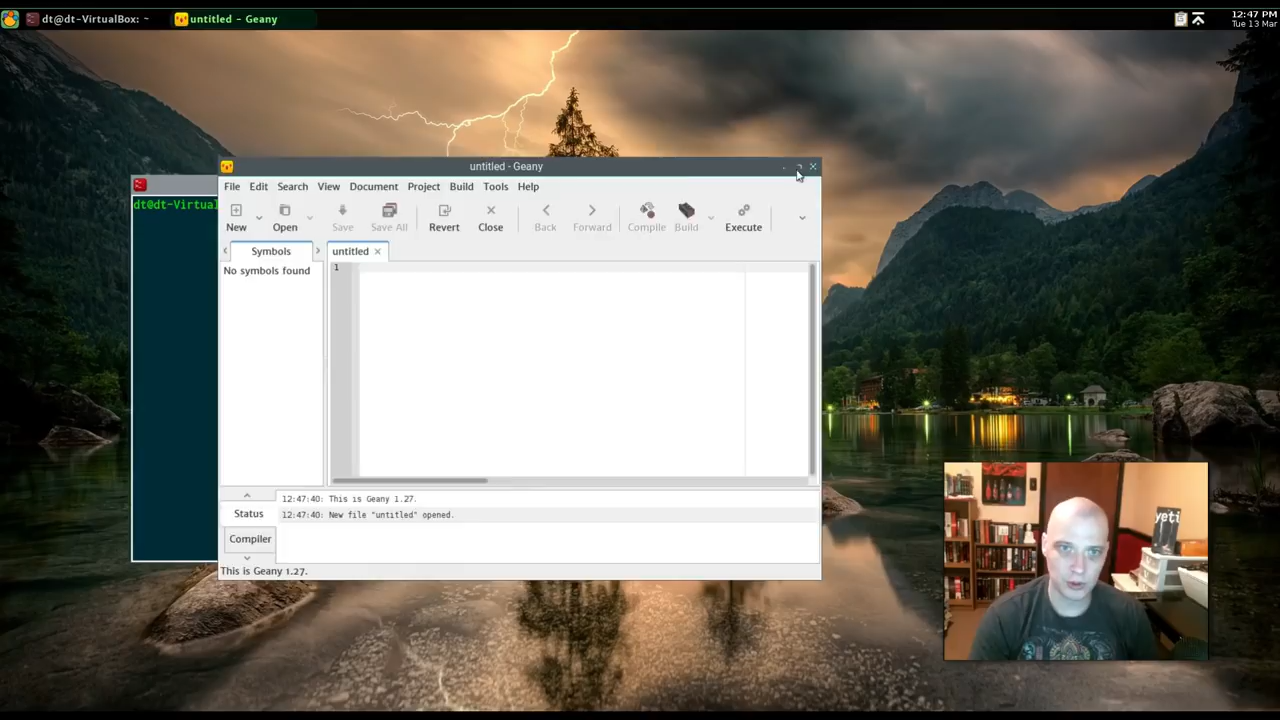 dt@dt-VirtualBox: ~
untitled - Geany
12:47 PM
Tue 13 Mar
untitled - Geany
dt@dt-Virtual
File Edit Search View Document Project Build Tools Help
New Open Save Save All Revert Close Back Forward Compile Build Execute
Symbols untitled
No symbols found
1
12:47:40: This is Geany 1.27.
Status
12:47:40: New file "untitled" opened.
Compiler
This is Geany 1.27.
yeti